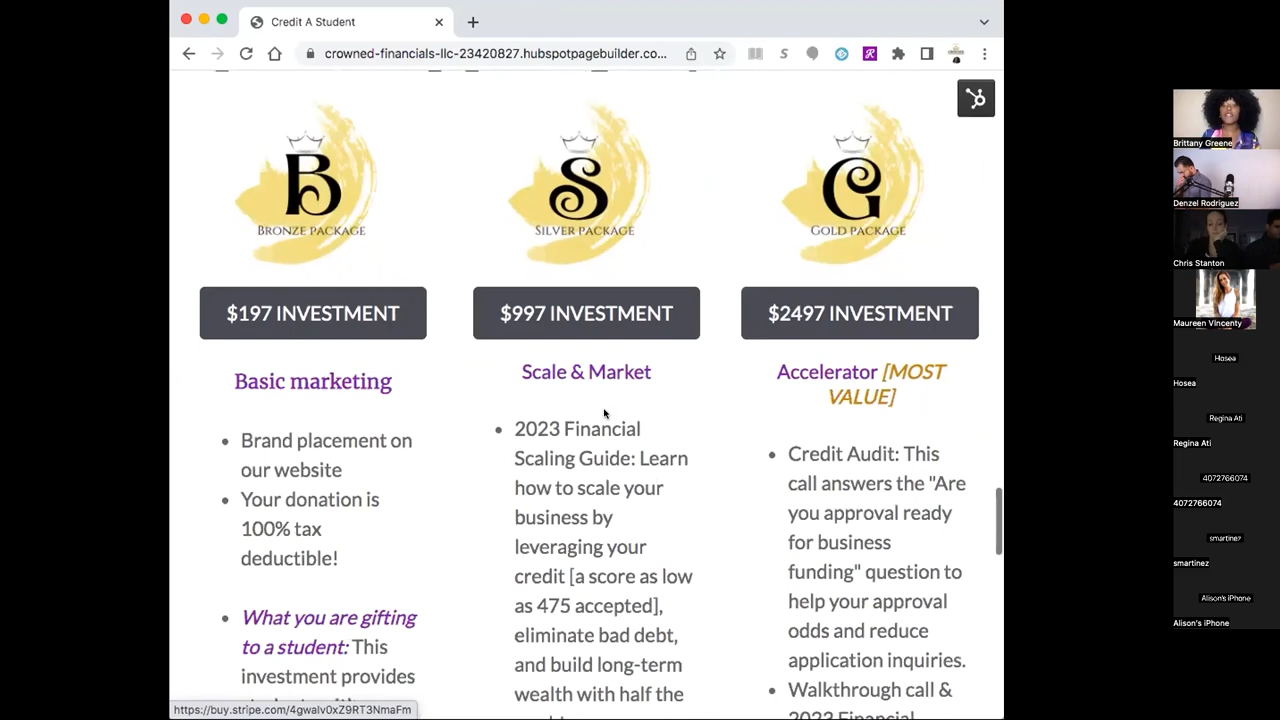 Credit A Student
crowned-financials-llc-23420827.hubspotpagebuilder.co...
B
BRONZE PACKAGE
S
SILVER PACKAGE
G
GOLD PACKAGE
$197 INVESTMENT
$997 INVESTMENT
$2497 INVESTMENT
Basic marketing
Brand placement on
our website
Your donation is
100% tax
deductible!
What you are gifting
to a student: This
investment provides
Scale & Market
2023 Financial
Scaling Guide: Learn
how to scale your
business by
leveraging your
credit [a score as low
as 475 accepted],
eliminate bad debt,
and build long-term
wealth with half the
Accelerator [MOST
VALUE]
Credit Audit: This
call answers the "Are
you approval ready
for business
funding" question to
help your approval
odds and reduce
application inquiries.
Walkthrough call &
2023 Financial
https://buy.stripe.com/4gwalv0xZ9RT3NmaFm
Brittany Greene
Denzel Rodriguez
Chris Stanton
Maureen Vincenty
Hosea
Hosea
Regina Ati
Regina Ati
4072766074
4072766074
smartinez
smartinez
Alison's iPhone
Alison's iPhone